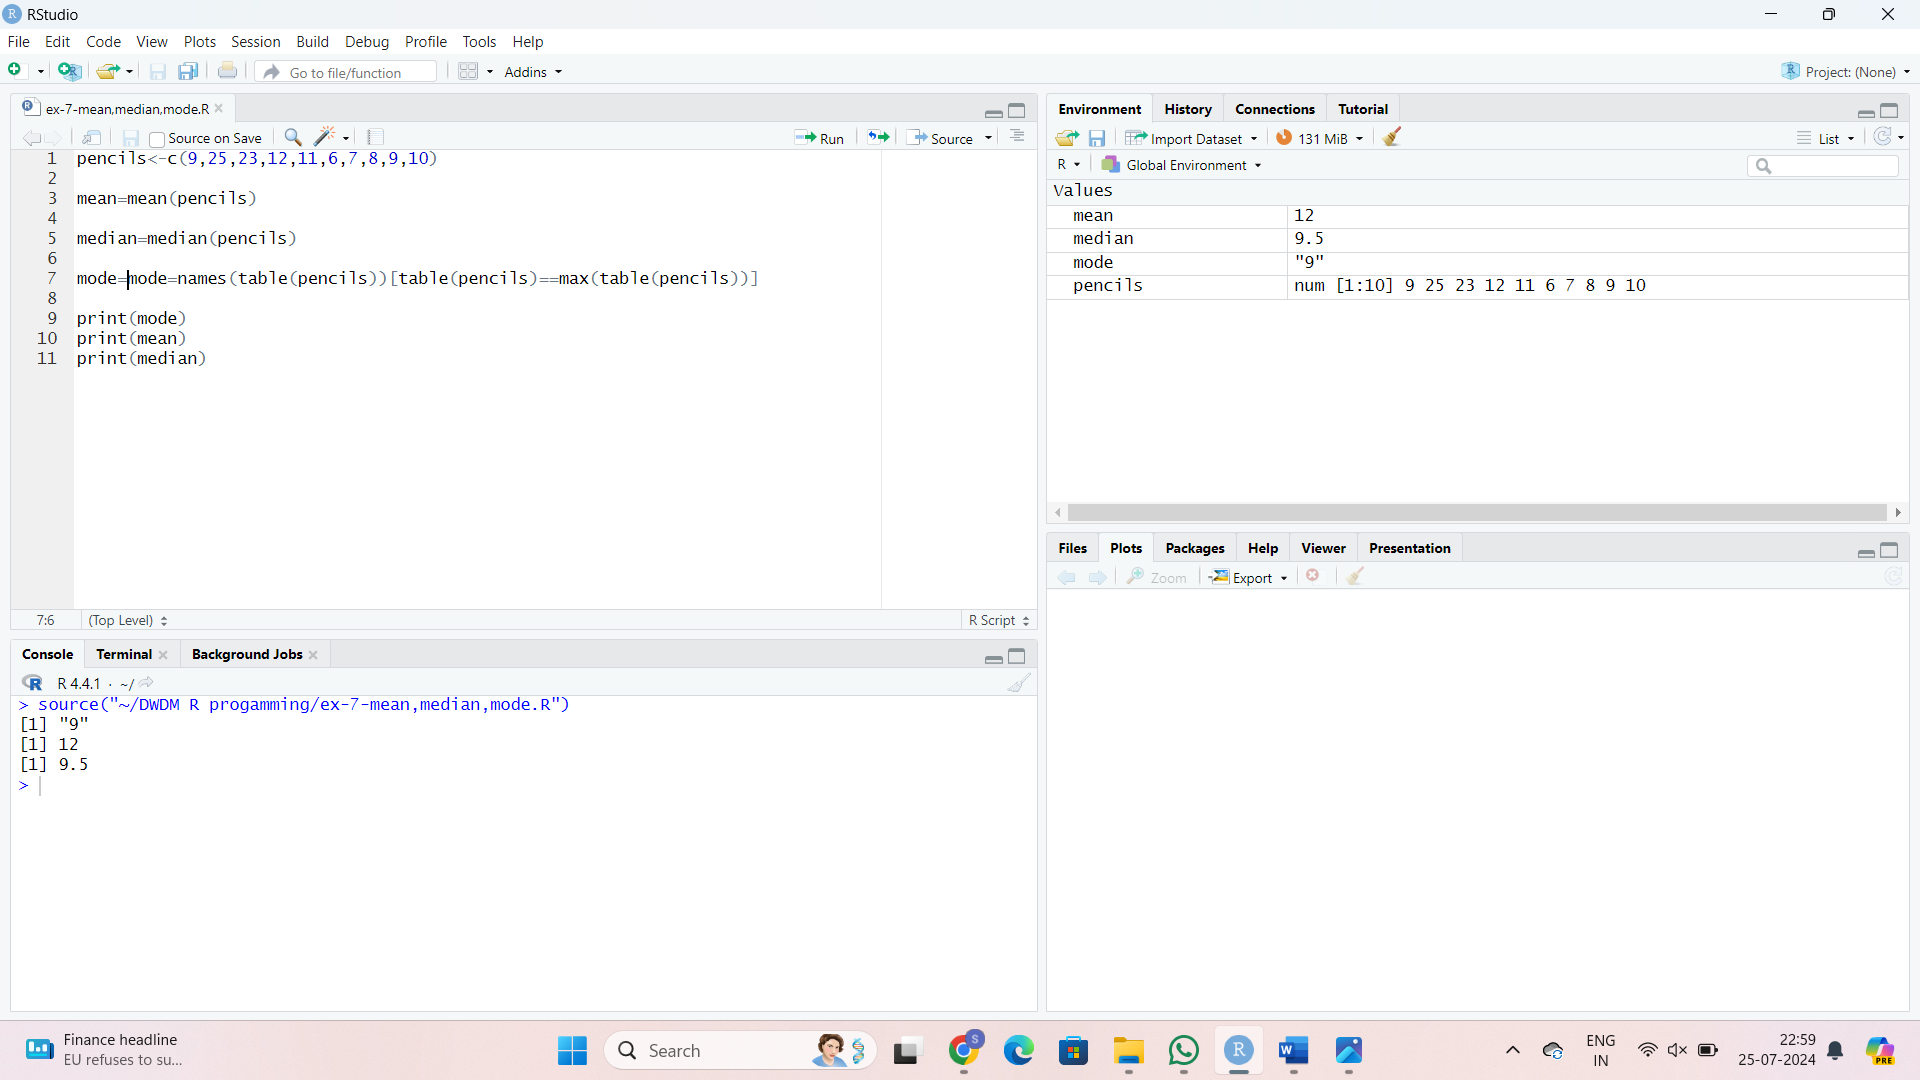 RStudio
File Edit Code View Plots Session Build Debug Profile Tools Help
Go to file/function Addins Project: (None)
ex-7-mean,median,mode.R
Source on Save Run Source
1 pencils<-c(9,25,23,12,11,6,7,8,9,10)
2
3 mean=mean(pencils)
4
5 median=median(pencils)
6
7 mode=mode=names(table(pencils))[table(pencils)==max(table(pencils))]
8
9 print(mode)
10 print(mean)
11 print(median)
7:6 (Top Level) R Script
Console Terminal Background Jobs
R 4.4.1 · ~/
> source("~/DWDM R progamming/ex-7-mean,median,mode.R")
[1] "9"
[1] 12
[1] 9.5
>
Environment History Connections Tutorial
Import Dataset 131 MiB List
R Global Environment
Values
mean 12
median 9.5
mode "9"
pencils num [1:10] 9 25 23 12 11 6 7 8 9 10
Files Plots Packages Help Viewer Presentation
Zoom Export
Finance headline
EU refuses to su...
Search
S
W
R
PRE
ENG
IN
22:59
25-07-2024